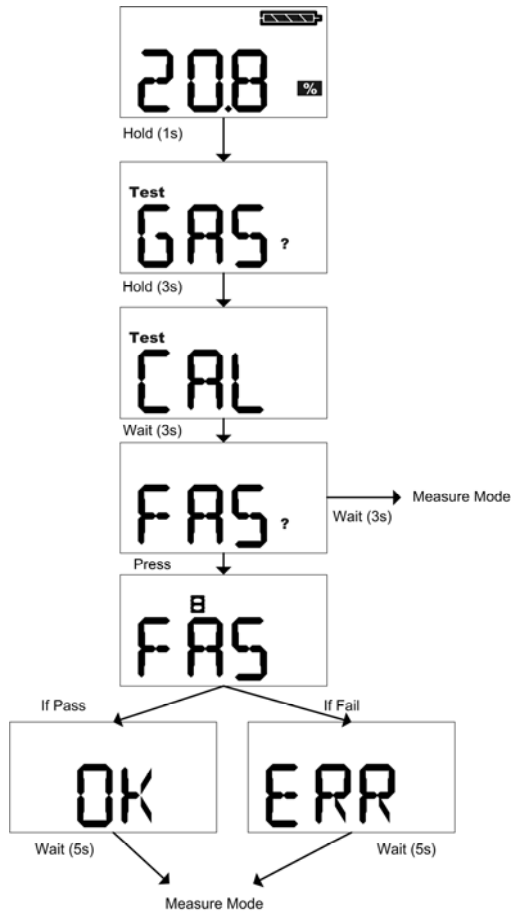 20.8 %
Hold (1s)
Test
GAS ?
Hold (3s)
Test
CAL
Wait (3s)
FAS ?
Wait (3s)
Measure Mode
Press
FAS
If Pass
If Fail
OK
ERR
Wait (5s)
Wait (5s)
Measure Mode